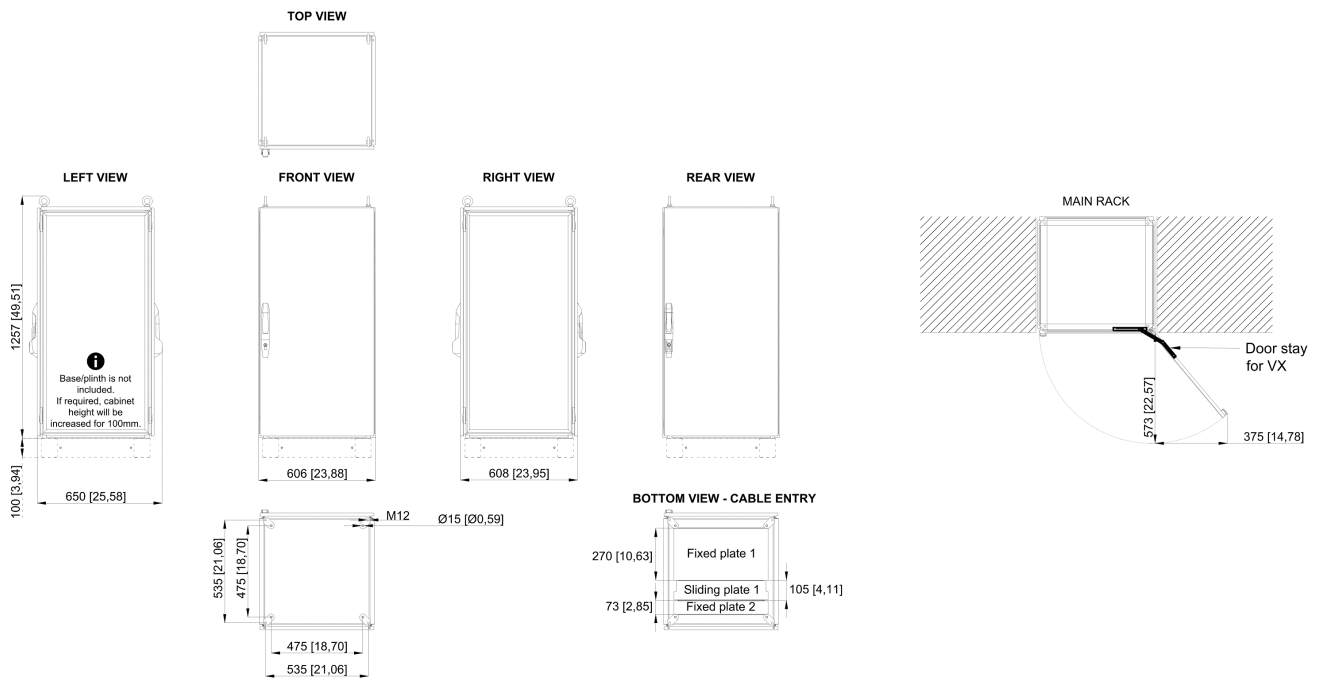 TOP VIEW
LEFT VIEW
FRONT VIEW
RIGHT VIEW
REAR VIEW
MAIN RACK
1257 [49,51]
i
Base/plinth is not
included.
If required, cabinet
height will be
increased for 100mm.
Door stay
for VX
573 [22,57]
375 [14,78]
100 [3,94]
650 [25,58]
606 [23,88]
608 [23,95]
BOTTOM VIEW - CABLE ENTRY
M12
Ø15 [Ø0,59]
535 [21,06]
475 [18,70]
475 [18,70]
535 [21,06]
270 [10,63]
Fixed plate 1
Sliding plate 1
105 [4,11]
73 [2,85]
Fixed plate 2